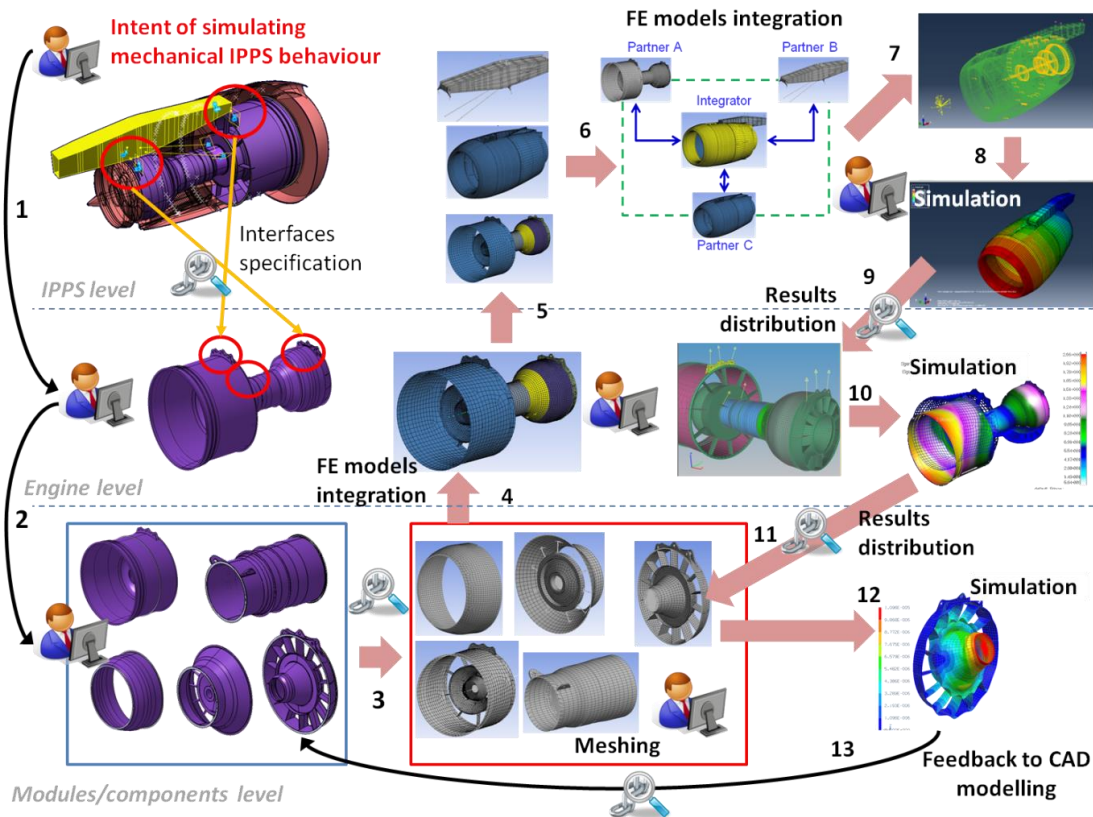 Intent of simulating
mechanical IPPS behaviour
1
Interfaces
specification
IPPS level
FE models integration
Partner A
Partner B
Integrator
Partner C
6
7
8
Simulation
9
5
Results
distribution
10
Simulation
FE models
integration
Engine level
2
4
11
Results
distribution
3
Meshing
12
Simulation
13
Feedback to CAD
modelling
Modules/components level